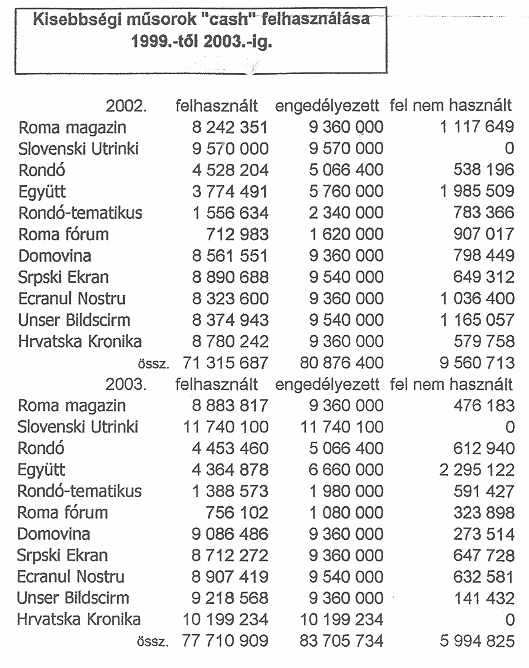 Kisebbségi műsorok "cash" felhasználása
1999.-től 2003.-ig.
2002. felhasznált engedélyezett fel nem használt
Roma magazin 8 242 351 9 360 000 1 117 649
Slovenski Utrinki 9 570 000 9 570 000 0
Rondó 4 528 204 5 066 400 538 196
Együtt 3 774 491 5 760 000 1 985 509
Rondó-tematikus 1 556 634 2 340 000 783 366
Roma fórum 712 983 1 620 000 907 017
Domovina 8 561 551 9 360 000 798 449
Srpski Ekran 8 890 688 9 540 000 649 312
Ecranul Nostru 8 323 600 9 360 000 1 036 400
Unser Bildscirm 8 374 943 9 540 000 1 165 057
Hrvatska Kronika 8 780 242 9 360 000 579 758
össz. 71 315 687 80 876 400 9 560 713
2003. felhasznált engedélyezett fel nem használt
Roma magazin 8 883 817 9 360 000 476 183
Slovenski Utrinki 11 740 100 11 740 100 0
Rondó 4 453 460 5 066 400 612 940
Együtt 4 364 878 6 660 000 2 295 122
Rondó-tematikus 1 388 573 1 980 000 591 427
Roma fórum 756 102 1 080 000 323 898
Domovina 9 086 486 9 360 000 273 514
Srpski Ekran 8 712 272 9 360 000 647 728
Ecranul Nostru 8 907 419 9 540 000 632 581
Unser Bildscirm 9 218 568 9 360 000 141 432
Hrvatska Kronika 10 199 234 10 199 234 0
össz. 77 710 909 83 705 734 5 994 825